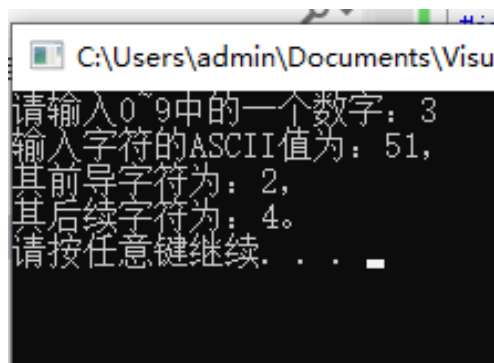 C:\Users\admin\Documents\Visu
请输入0~9中的一个数字：3
输入字符的ASCII值为：51，
其前导字符为：2，
其后续字符为：4。
请按任意键继续. . .